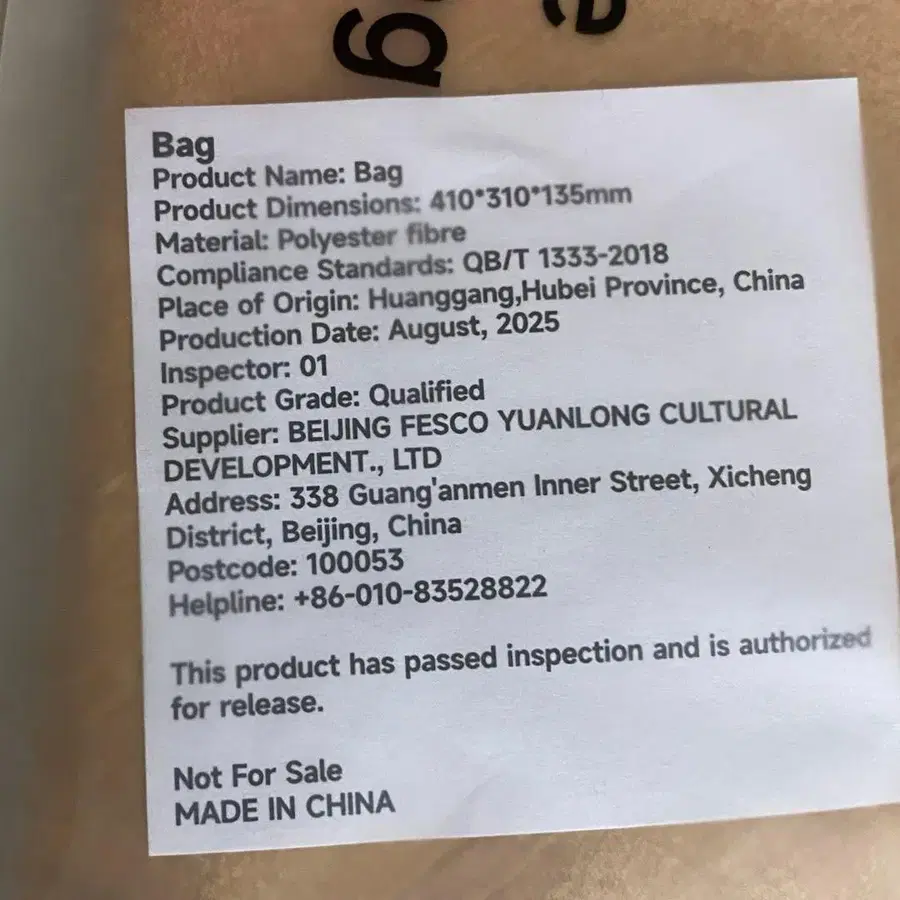 g
e
Bag
Product Name: Bag
Product Dimensions: 410*310*135mm
Material: Polyester fibre
Compliance Standards: QB/T 1333-2018
Place of Origin: Huanggang,Hubei Province, China
Production Date: August, 2025
Inspector: 01
Product Grade: Qualified
Supplier: BEIJING FESCO YUANLONG CULTURAL
DEVELOPMENT., LTD
Address: 338 Guang'anmen Inner Street, Xicheng
District, Beijing, China
Postcode: 100053
Helpline: +86-010-83528822
This product has passed inspection and is authorized
for release.
Not For Sale
MADE IN CHINA